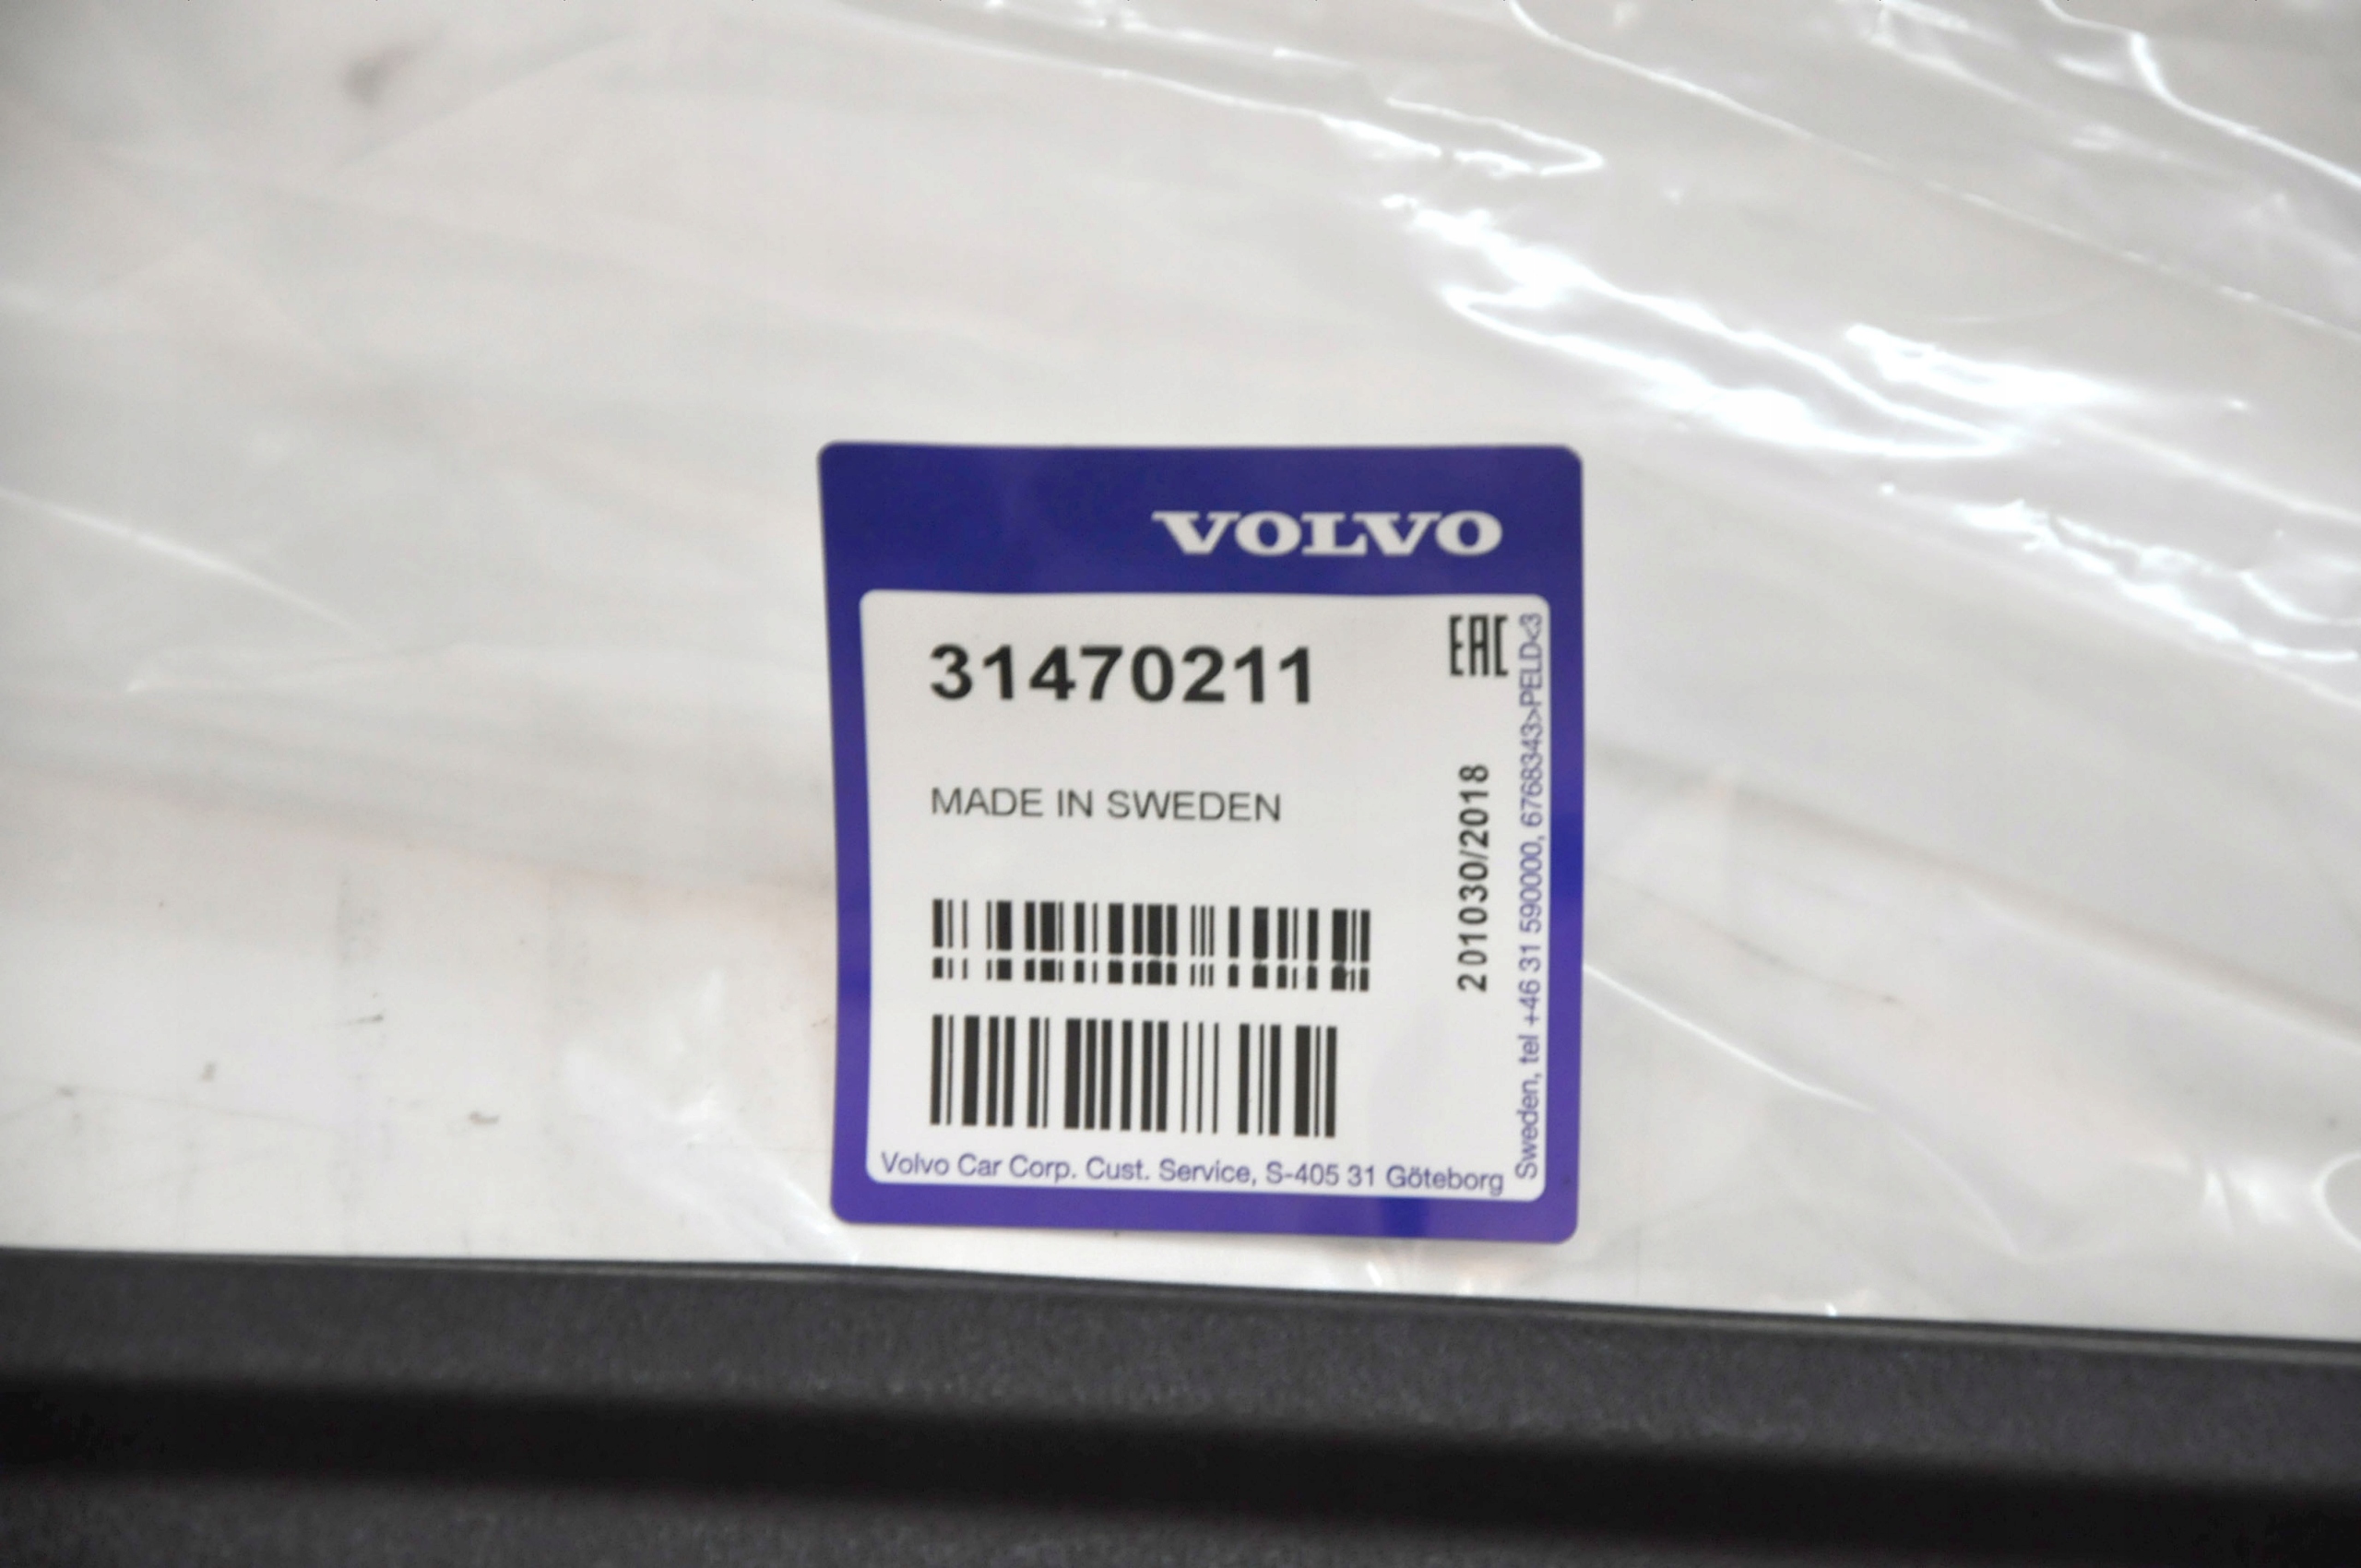 VOLVO
31470211
EAC
MADE IN SWEDEN
201030/2018
Volvo Car Corp. Cust. Service, S-405 31 Göteborg
Sweden, tel +46 31 590000, 6768343>PELD<3